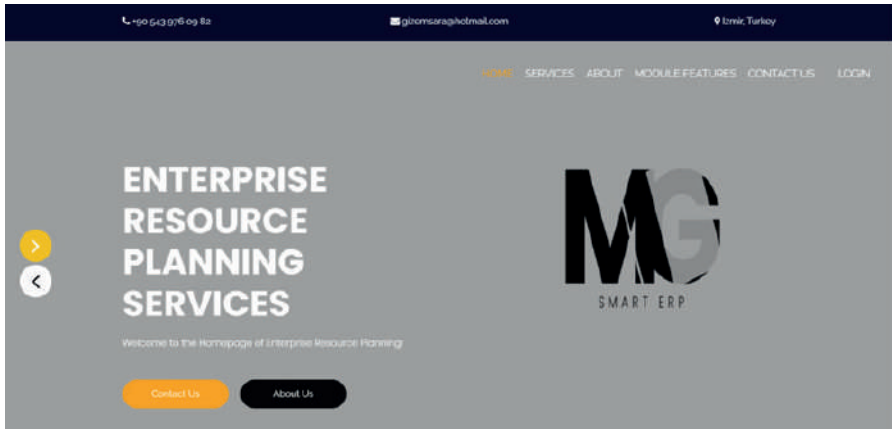 +90 543 976 09 82
gizemsara@hotmail.com
Izmir, Turkey
HOME SERVICES ABOUT MODULE FEATURES CONTACT US LOGIN
ENTERPRISE
RESOURCE
PLANNING
SERVICES
MG
SMART ERP
Welcome to the Homepage of Enterprise Resource Planning!
Contact Us
About Us